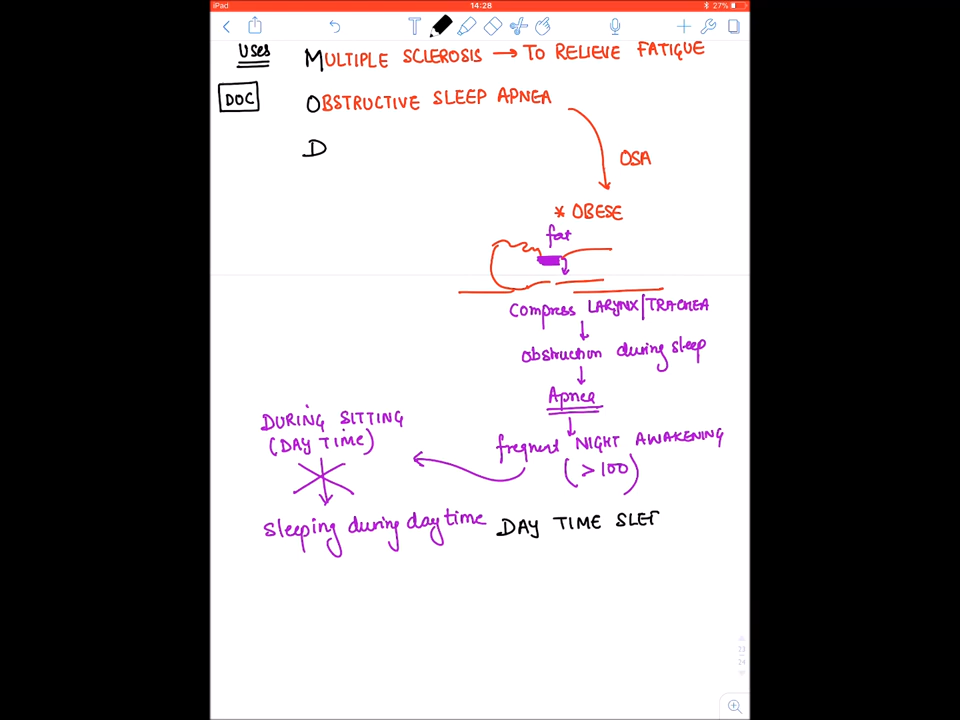 iPad 14:28 27%
T
Uses MULTIPLE SCLEROSIS → TO RELIEVE FATIGUE
DOC OBSTRUCTIVE SLEEP APNEA
D
OSA
* OBESE
fat
Compress LARYNX/TRACHEA
Obstruction during sleep
Apnea
frequent NIGHT AWAKENING
(>100)
DURING SITTING
(DAY TIME)
Sleeping during day time DAY TIME SLEE
23
24